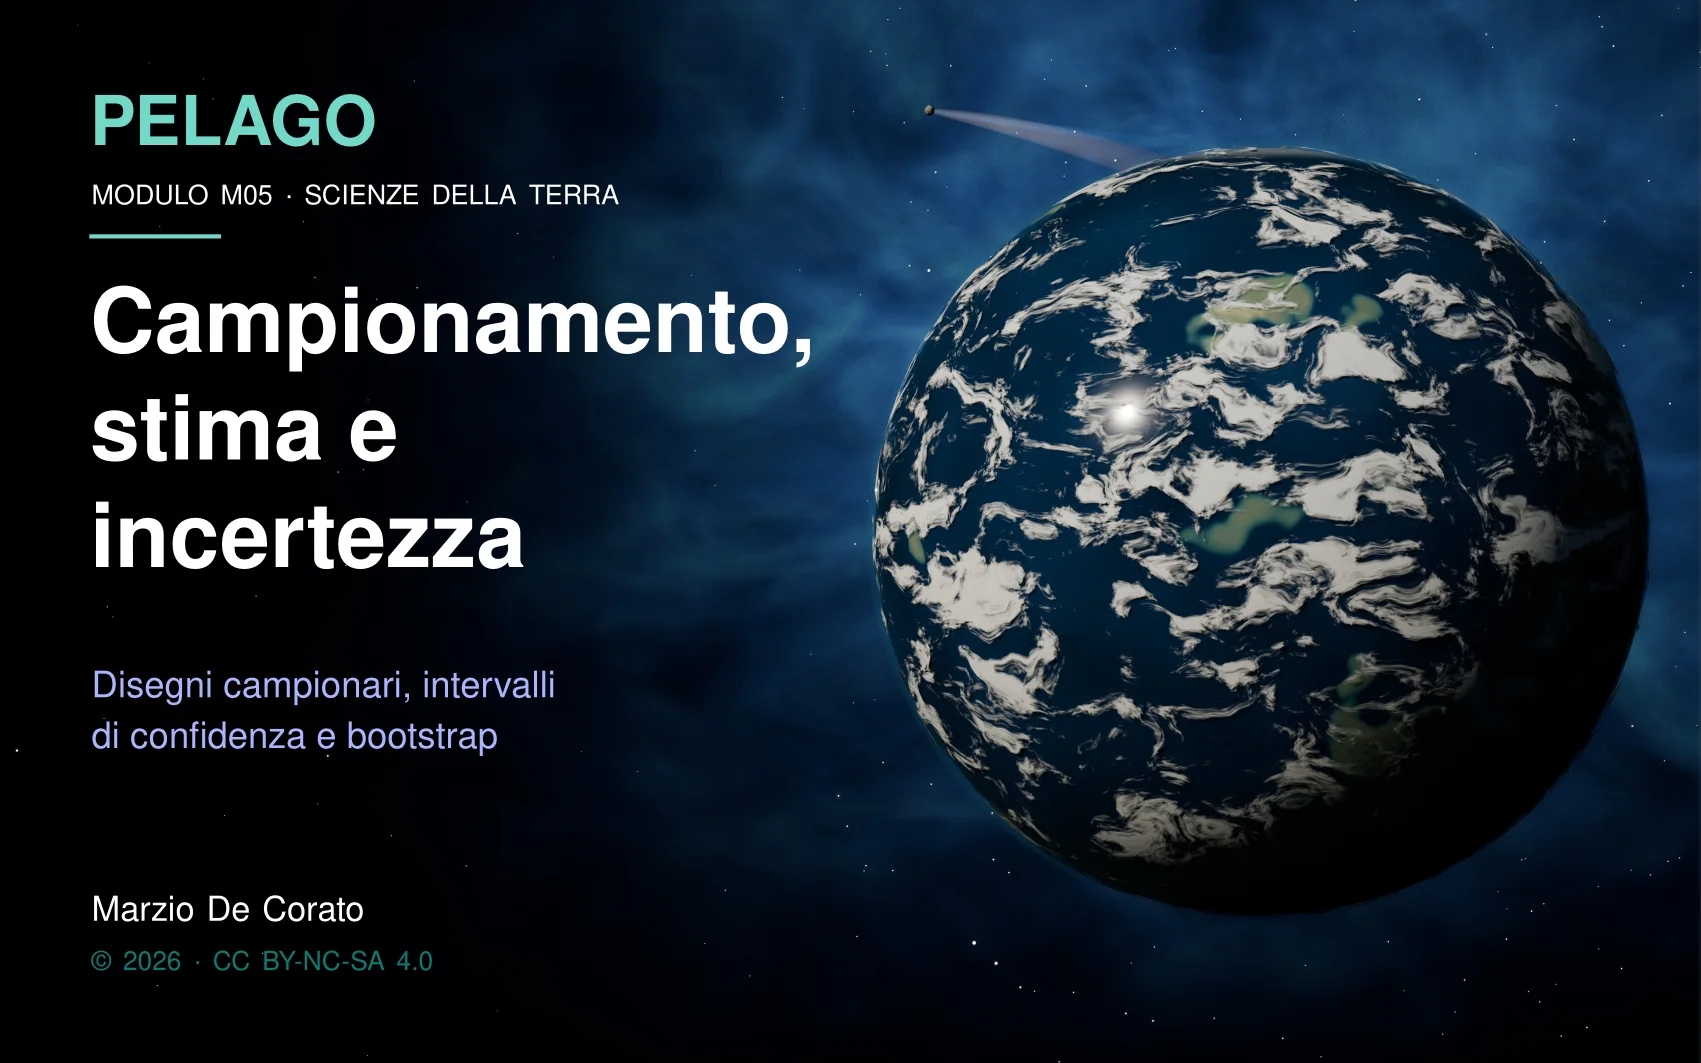 PELAGO
MODULO M05 · SCIENZE DELLA TERRA
Campionamento,
stima e
incertezza
Disegni campionari, intervalli
di confidenza e bootstrap
Marzio De Corato
© 2026 · CC BY-NC-SA 4.0